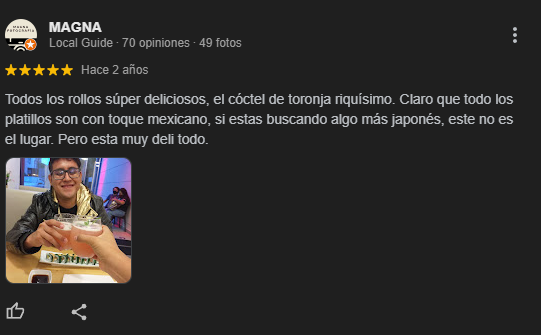 MAGNA
FOTOGRAFÍA
MAGNA
Local Guide · 70 opiniones · 49 fotos
Hace 2 años
Todos los rollos súper deliciosos, el cóctel de toronja riquísimo. Claro que todo los
platillos son con toque mexicano, si estas buscando algo más japonés, este no es
el lugar. Pero esta muy deli todo.